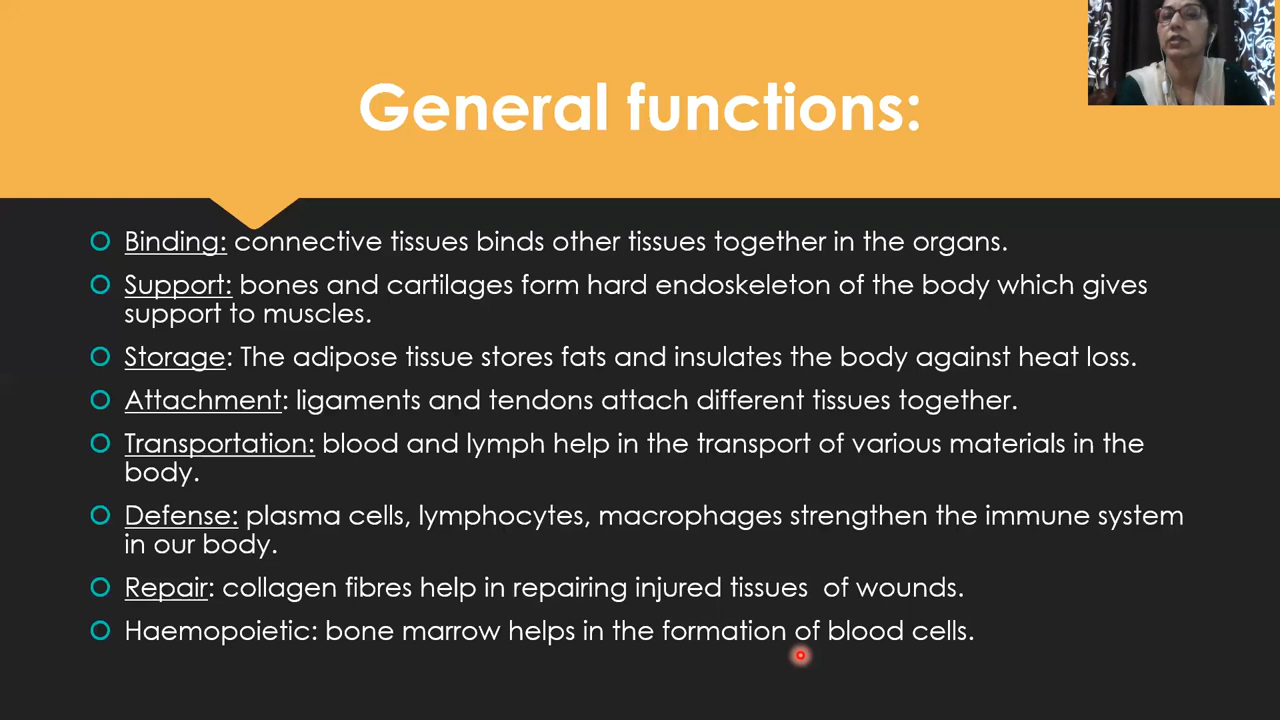 General functions:
Binding: connective tissues binds other tissues together in the organs.
Support: bones and cartilages form hard endoskeleton of the body which gives
support to muscles.
Storage: The adipose tissue stores fats and insulates the body against heat loss.
Attachment: ligaments and tendons attach different tissues together.
Transportation: blood and lymph help in the transport of various materials in the
body.
Defense: plasma cells, lymphocytes, macrophages strengthen the immune system
in our body.
Repair: collagen fibres help in repairing injured tissues  of wounds.
Haemopoietic: bone marrow helps in the formation of blood cells.